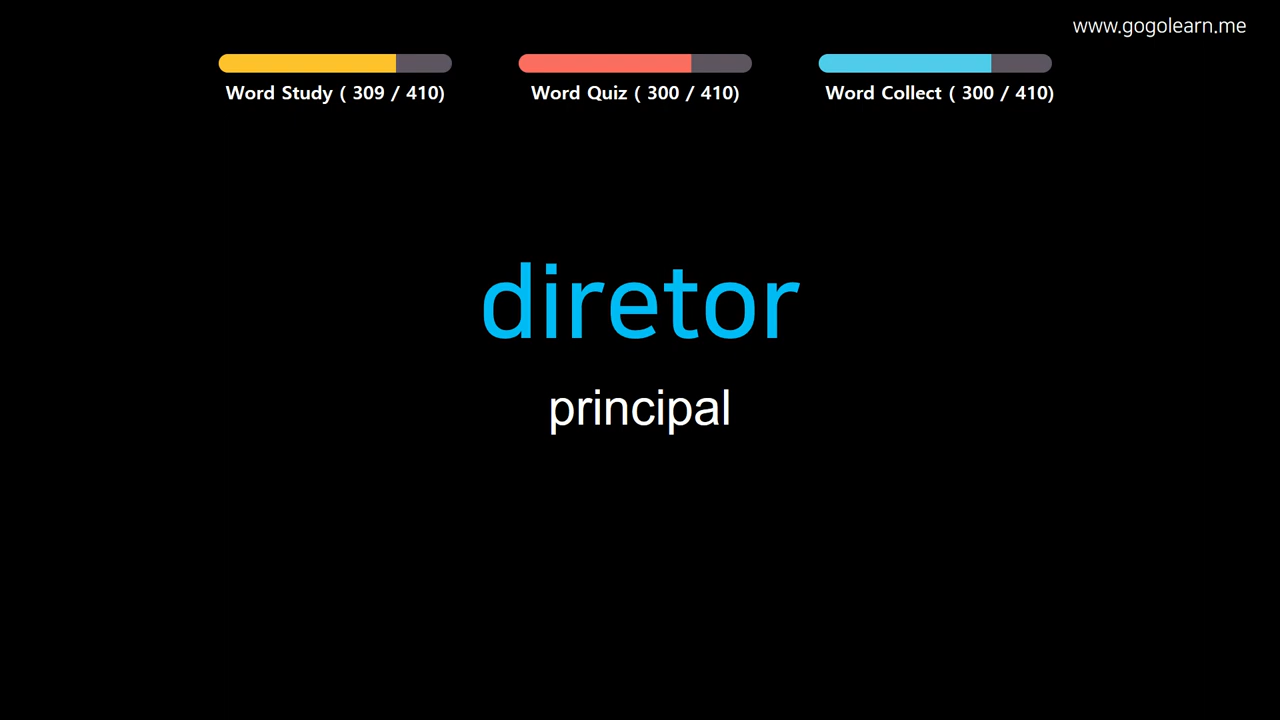 www.gogolearn.me
Word Study ( 309 / 410)
Word Quiz ( 300 / 410)
Word Collect ( 300 / 410)
diretor
principal